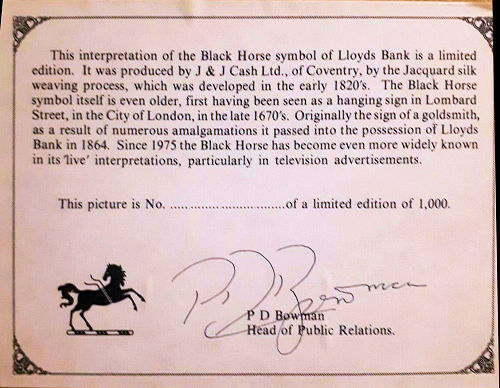 This interpretation of the Black Horse symbol of Lloyds Bank is a limited
edition. It was produced by J & J Cash Ltd., of Coventry, by the Jacquard silk
weaving process, which was developed in the early 1820's. The Black Horse
symbol itself is even older, first having been seen as a hanging sign in Lombard
Street, in the City of London, in the late 1670's. Originally the sign of a goldsmith,
as a result of numerous amalgamations it passed into the possession of Lloyds
Bank in 1864. Since 1975 the Black Horse has become even more widely known
in its 'live' interpretations, particularly in television advertisements.
This picture is No. ..... .............. ..........of a limited edition of 1,000.
P D Bowman
P D Bowman
Head of Public Relations.